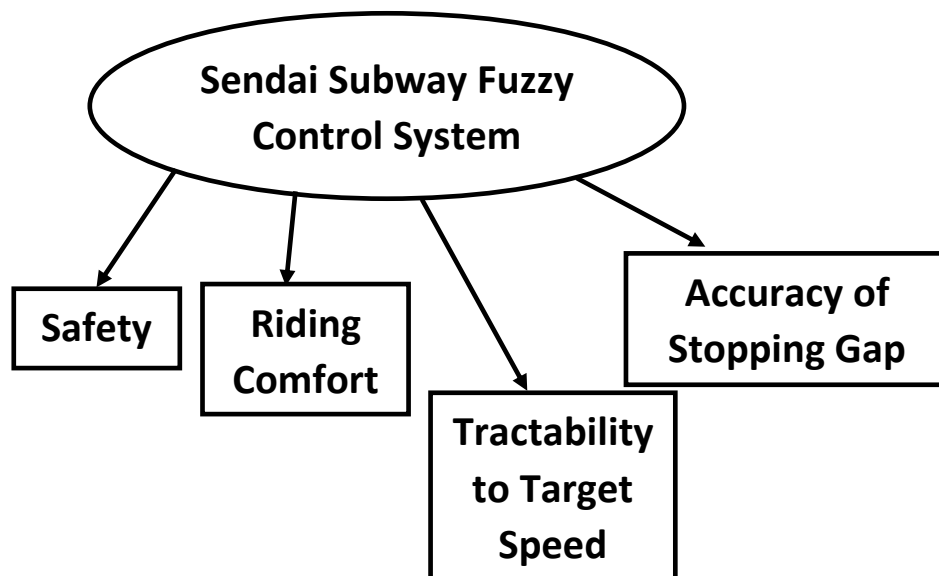 Sendai Subway Fuzzy
Control System
Safety
Riding
Comfort
Tractability
to Target
Speed
Accuracy of
Stopping Gap